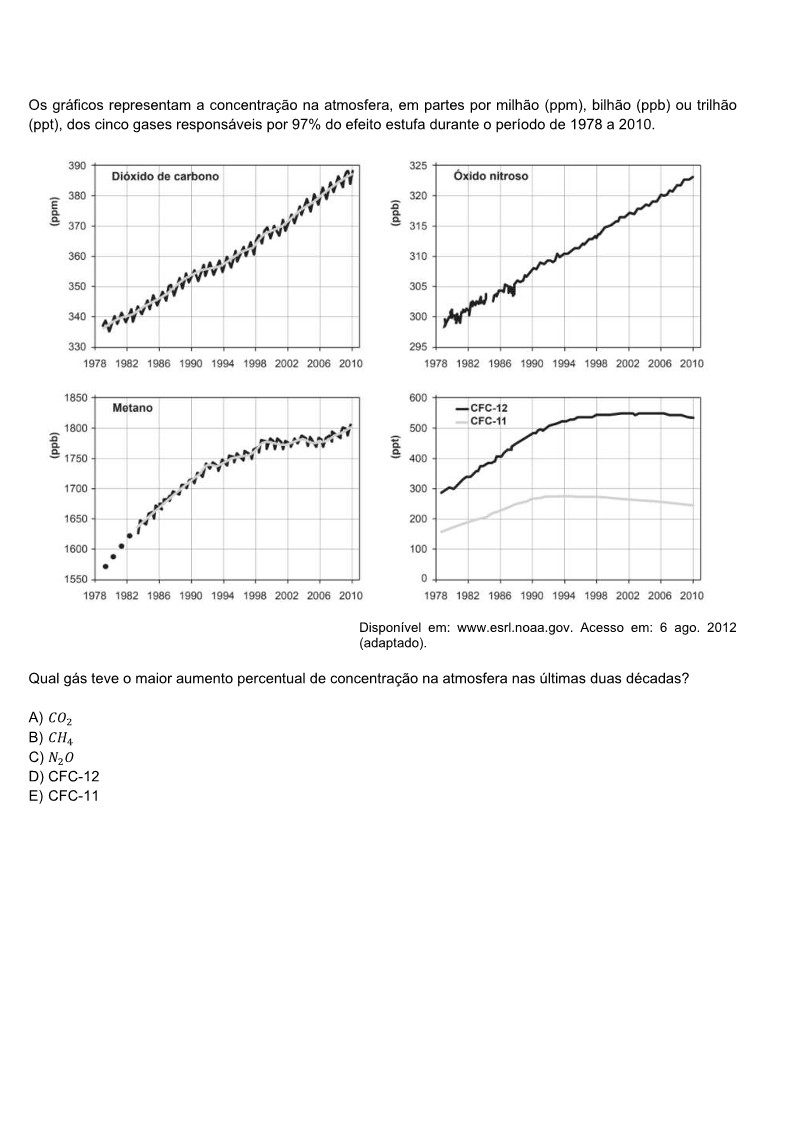 Os gráficos representam a concentração na atmosfera, em partes por milhão (ppm), bilhão (ppb) ou trilhão
(ppt), dos cinco gases responsáveis por 97% do efeito estufa durante o período de 1978 a 2010.
Dióxido de carbono
(ppm)
390
380
370
360
350
340
330
1978 1982 1986 1990 1994 1998 2002 2006 2010
Óxido nitroso
(ppb)
325
320
315
310
305
300
295
1978 1982 1986 1990 1994 1998 2002 2006 2010
Metano
(ppb)
1850
1800
1750
1700
1650
1600
1550
1978 1982 1986 1990 1994 1998 2002 2006 2010
CFC-12
CFC-11
(ppt)
600
500
400
300
200
100
0
1978 1982 1986 1990 1994 1998 2002 2006 2010
Disponível em: www.esrl.noaa.gov. Acesso em: 6 ago. 2012
(adaptado).
Qual gás teve o maior aumento percentual de concentração na atmosfera nas últimas duas décadas?
A) CO₂
B) CH₄
C) N₂O
D) CFC-12
E) CFC-11